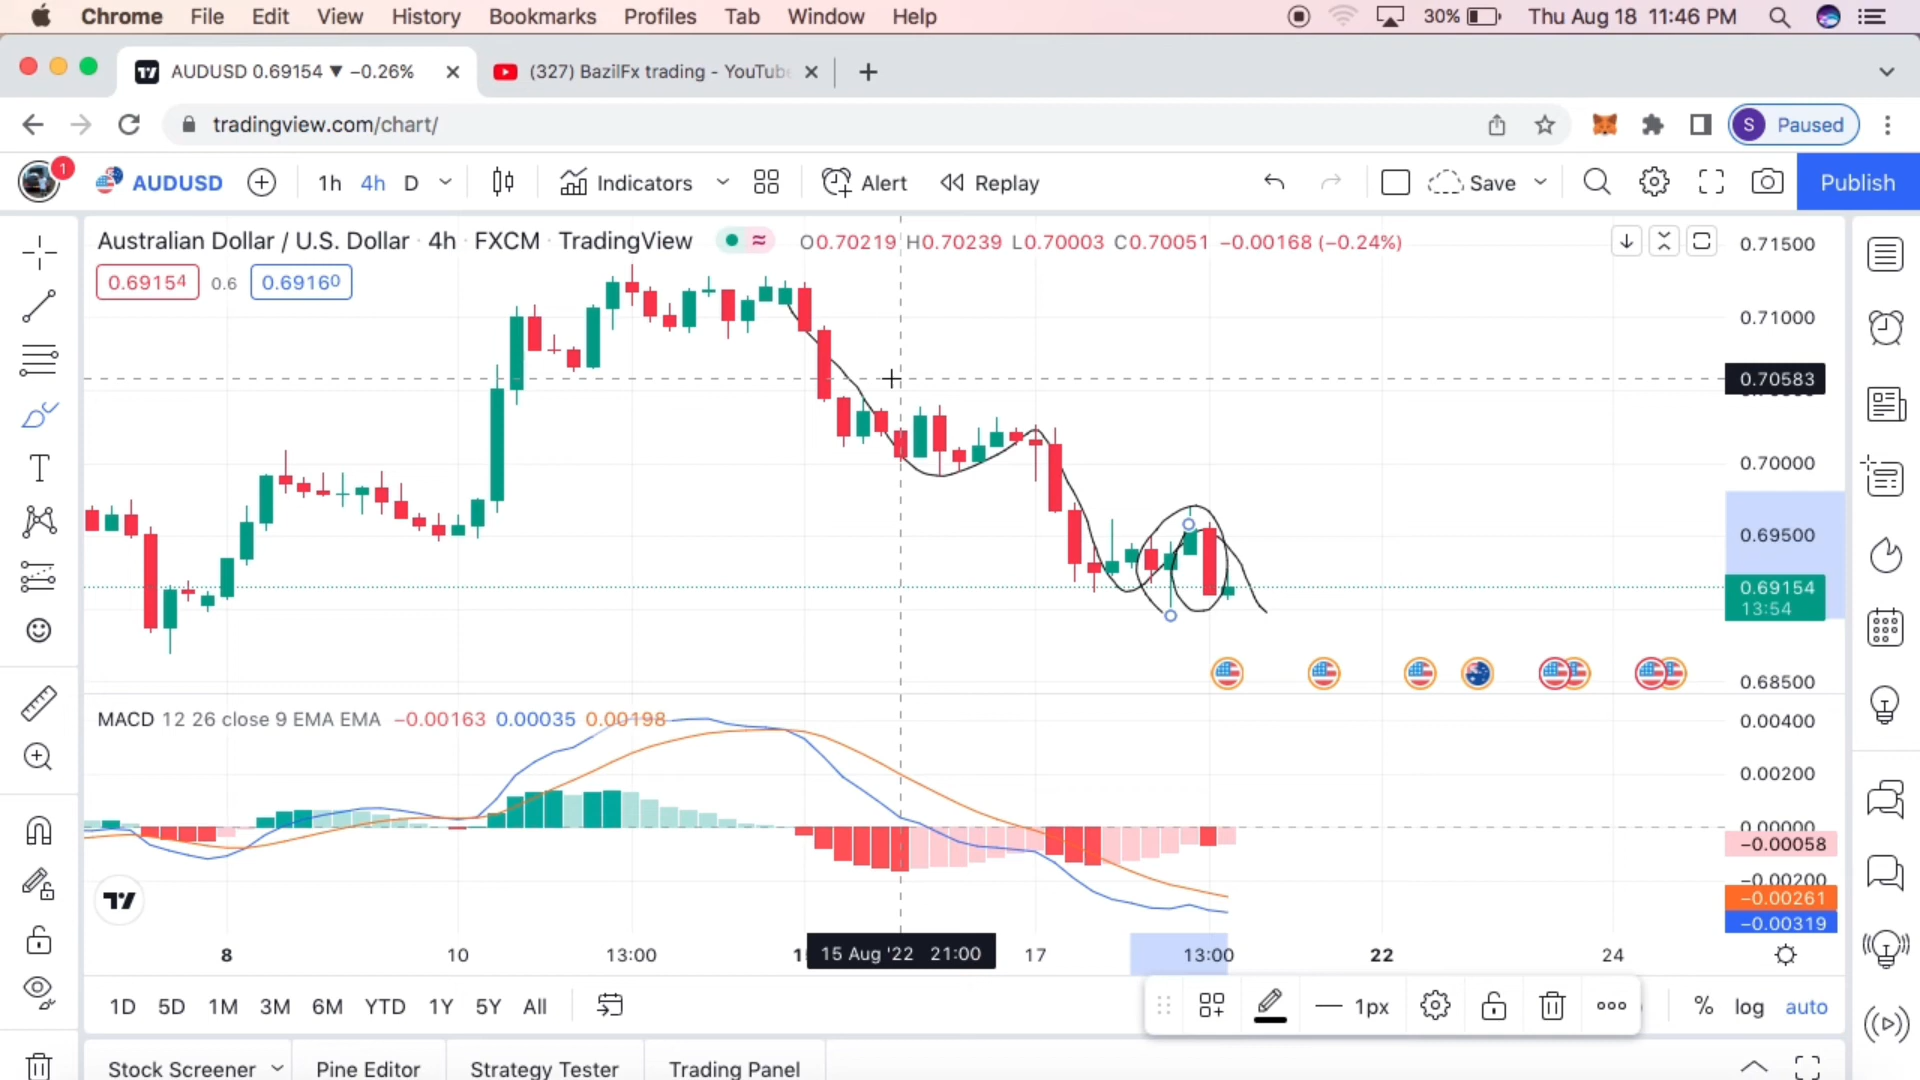 Chrome File Edit View History Bookmarks Profiles Tab Window Help 30% Thu Aug 18 11:46 PM
AUDUSD 0.69154 ▼ −0.26% (327) BazilFx trading - YouTube
tradingview.com/chart/ S Paused
1 AUDUSD 1h 4h D Indicators Alert Replay Save Publish
Australian Dollar / U.S. Dollar · 4h · FXCM · TradingView ≈ O0.70219 H0.70239 L0.70003 C0.70051 −0.00168 (−0.24%)
0.69154 0.6 0.69160
0.71500
0.71000
0.70583
0.70000
0.69500
0.69154
13:54
0.68500
MACD 12 26 close 9 EMA EMA −0.00163 0.00035 0.00198
0.00400
0.00200
0.00000
−0.00058
−0.00200
−0.00261
−0.00319
8 10 13:00 15 Aug '22 21:00 17 13:00 22 24
1D 5D 1M 3M 6M YTD 1Y 5Y All 1px % log auto
Stock Screener Pine Editor Strategy Tester Trading Panel